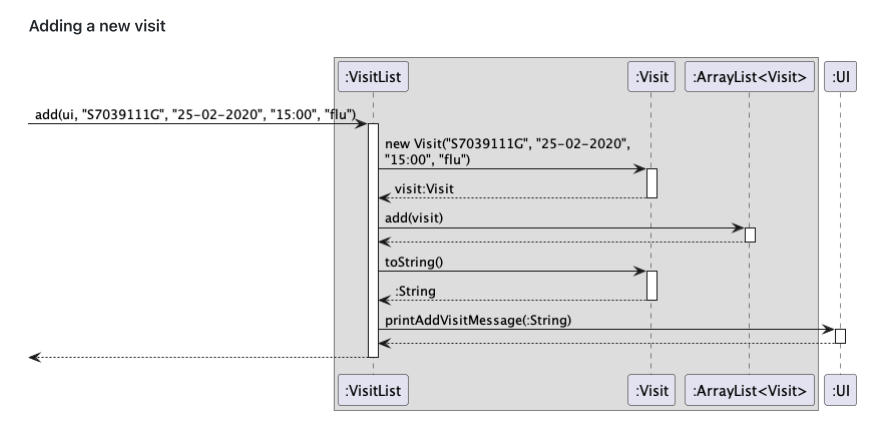 Adding a new visit
:VisitList
:Visit
:ArrayList<Visit>
:UI
add(ui, "S7039111G", "25-02-2020", "15:00", "flu")
new Visit("S7039111G", "25-02-2020",
"15:00", "flu")
visit:Visit
add(visit)
toString()
:String
printAddVisitMessage(:String)
:VisitList
:Visit
:ArrayList<Visit>
:UI